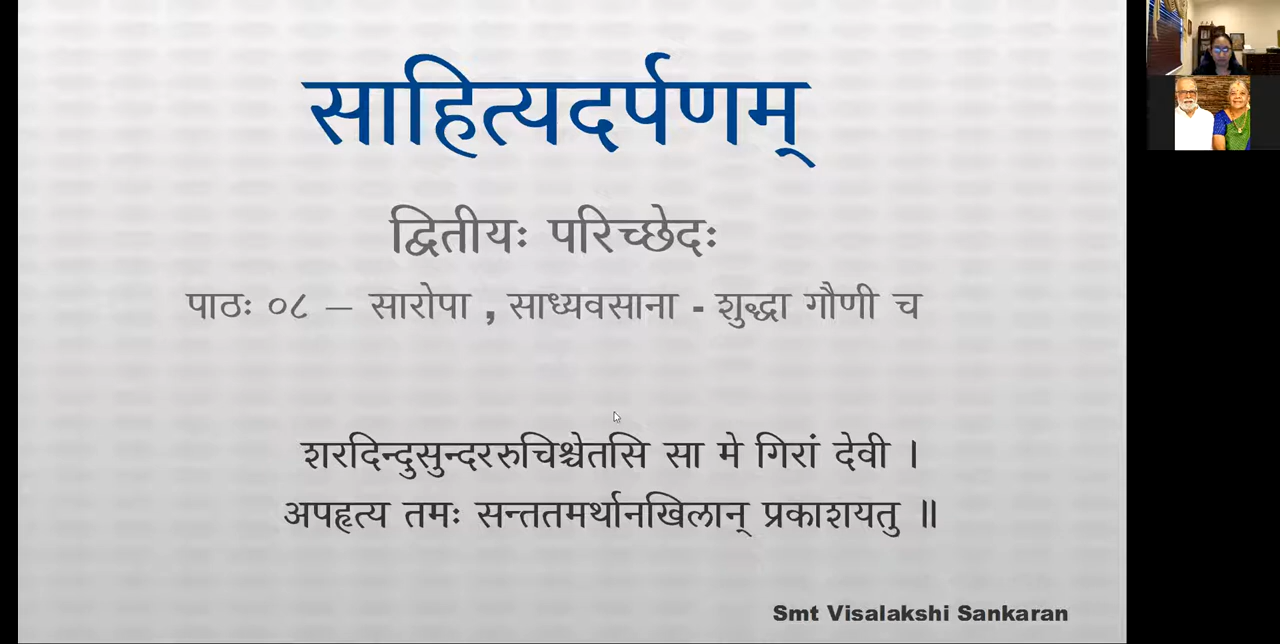 साहित्यदर्पणम्
द्वितीयः परिच्छेदः
पाठः ०८ – सारोपा , साध्यवसाना - शुद्धा गौणी च
शरदिन्दुसुन्दररुचिश्चेतसि सा मे गिरां देवी ।
अपहृत्य तमः सन्ततमर्थानखिलान् प्रकाशयतु ॥
Smt Visalakshi Sankaran